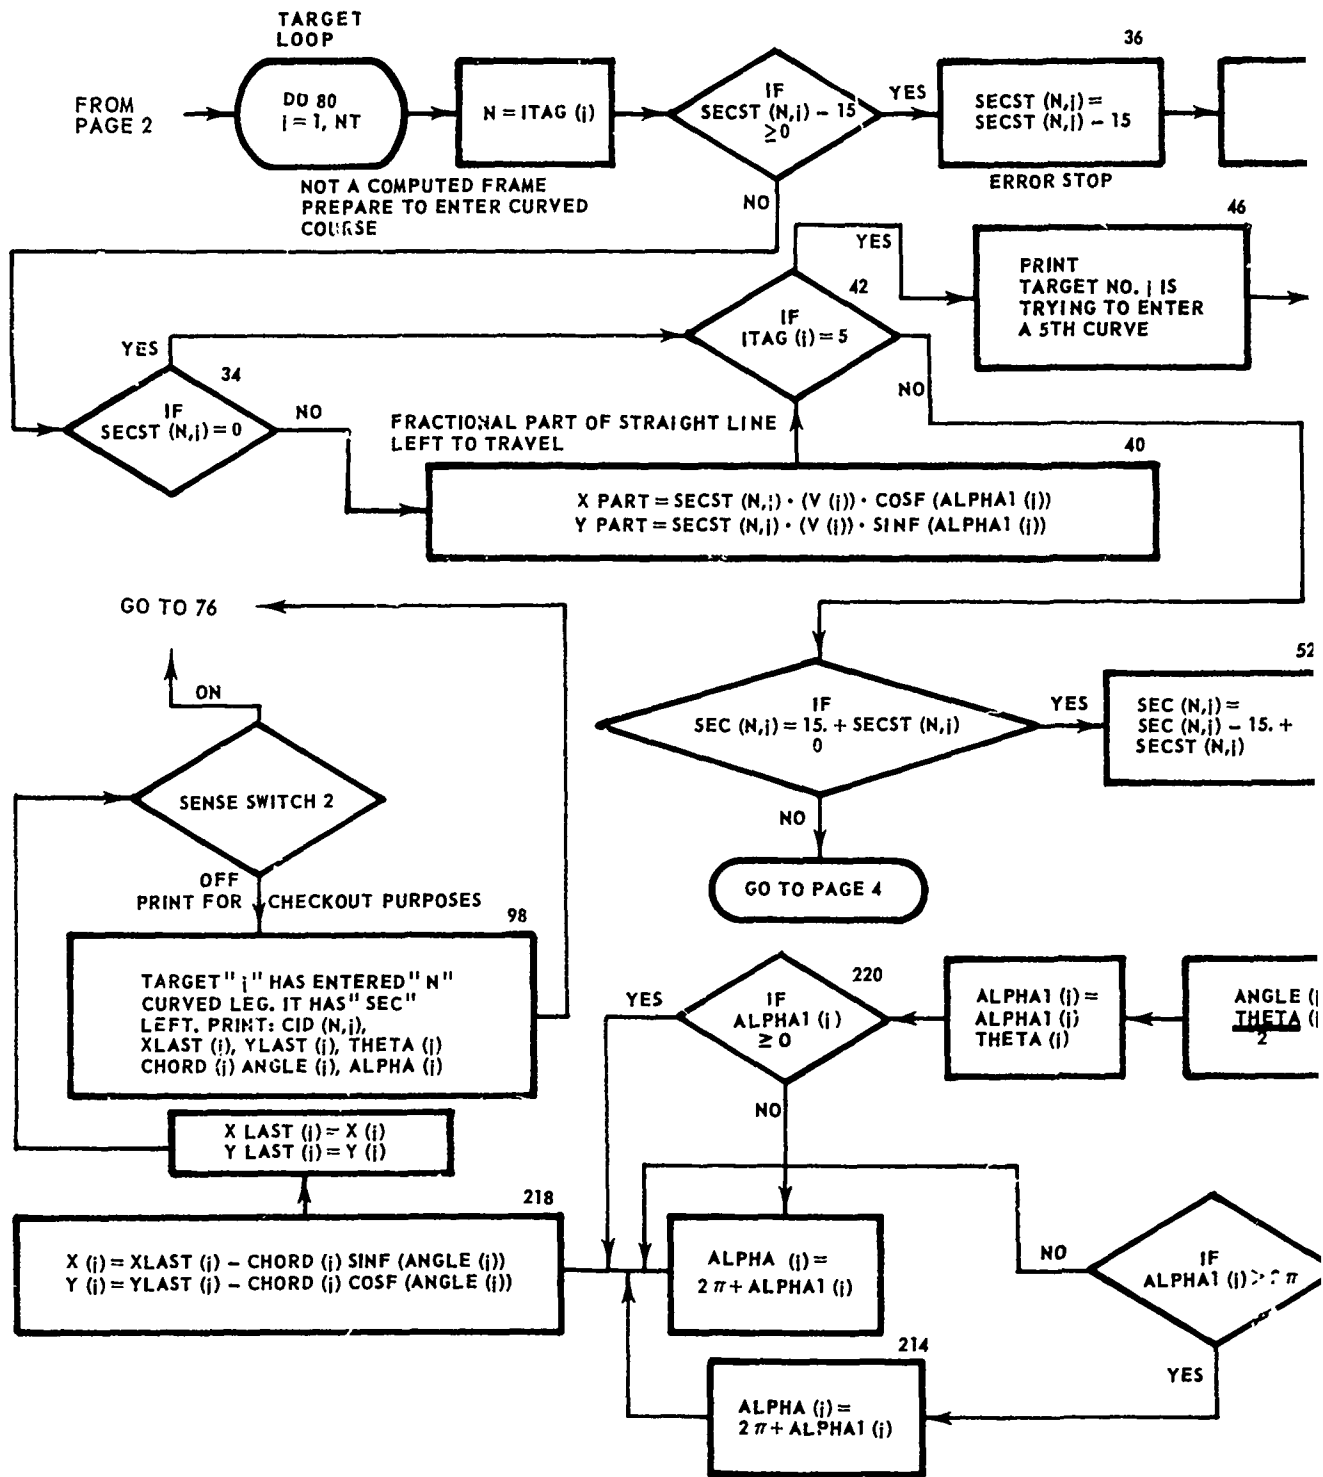 TARGET
LOOP
FROM
PAGE 2
DO 80
j = 1, NT
N = ITAG (j)
IF
SECST (N,j) – 15
≥0
YES
NO
36
SECST (N,j) =
SECST (N,j) – 15
ERROR STOP
NOT A COMPUTED FRAME
PREPARE TO ENTER CURVED
COURSE
YES
42
IF
ITAG (j) = 5
NO
46
PRINT
TARGET NO. j IS
TRYING TO ENTER
A 5TH CURVE
YES
34
IF
SECST (N,j) = 0
NO
FRACTIONAL PART OF STRAIGHT LINE
LEFT TO TRAVEL
40
X PART = SECST (N,j) · (V (j)) · COSF (ALPHA1 (j))
Y PART = SECST (N,j) · (V (j)) · SINF (ALPHA1 (j))
GO TO 76
ON
SENSE SWITCH 2
OFF
IF
SEC (N,j) = 15. + SECST (N,j)
0
YES
NO
52
SEC (N,j) =
SEC (N,j) – 15. +
SECST (N,j)
GO TO PAGE 4
PRINT FOR CHECKOUT PURPOSES
98
TARGET " j " HAS ENTERED " N "
CURVED LEG. IT HAS " SEC "
LEFT. PRINT: CID (N,j),
XLAST (j), YLAST (j), THETA (j)
CHORD (j) ANGLE (j), ALPHA (j)
X LAST (j) = X (j)
Y LAST (j) = Y (j)
218
X (j) = XLAST (j) – CHORD (j) SINF (ANGLE (j))
Y (j) = YLAST (j) – CHORD (j) COSF (ANGLE (j))
YES
220
IF
ALPHA1 (j)
≥ 0
NO
ALPHA1 (j) =
ALPHA1 (j)
THETA (j)
ANGLE (j
THETA (j
2
ALPHA (j) =
2 π + ALPHA1 (j)
NO
IF
ALPHA1 (j) > 2 π
YES
214
ALPHA (j) =
2 π + ALPHA1 (j)